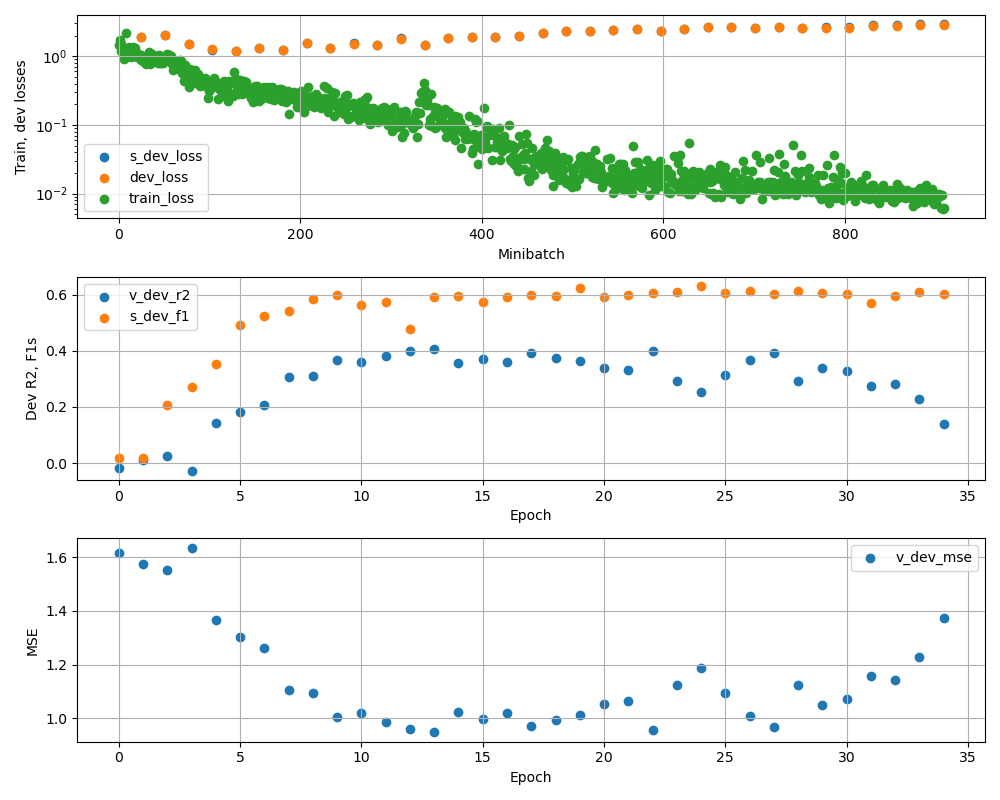 Train, dev losses
10⁰
10⁻¹
10⁻²
s_dev_loss
dev_loss
train_loss
0 200 400 600 800
Minibatch
Dev R2, F1s
0.6
0.4
0.2
0.0
v_dev_r2
s_dev_f1
0 5 10 15 20 25 30 35
Epoch
MSE
1.6
1.4
1.2
1.0
v_dev_mse
0 5 10 15 20 25 30 35
Epoch